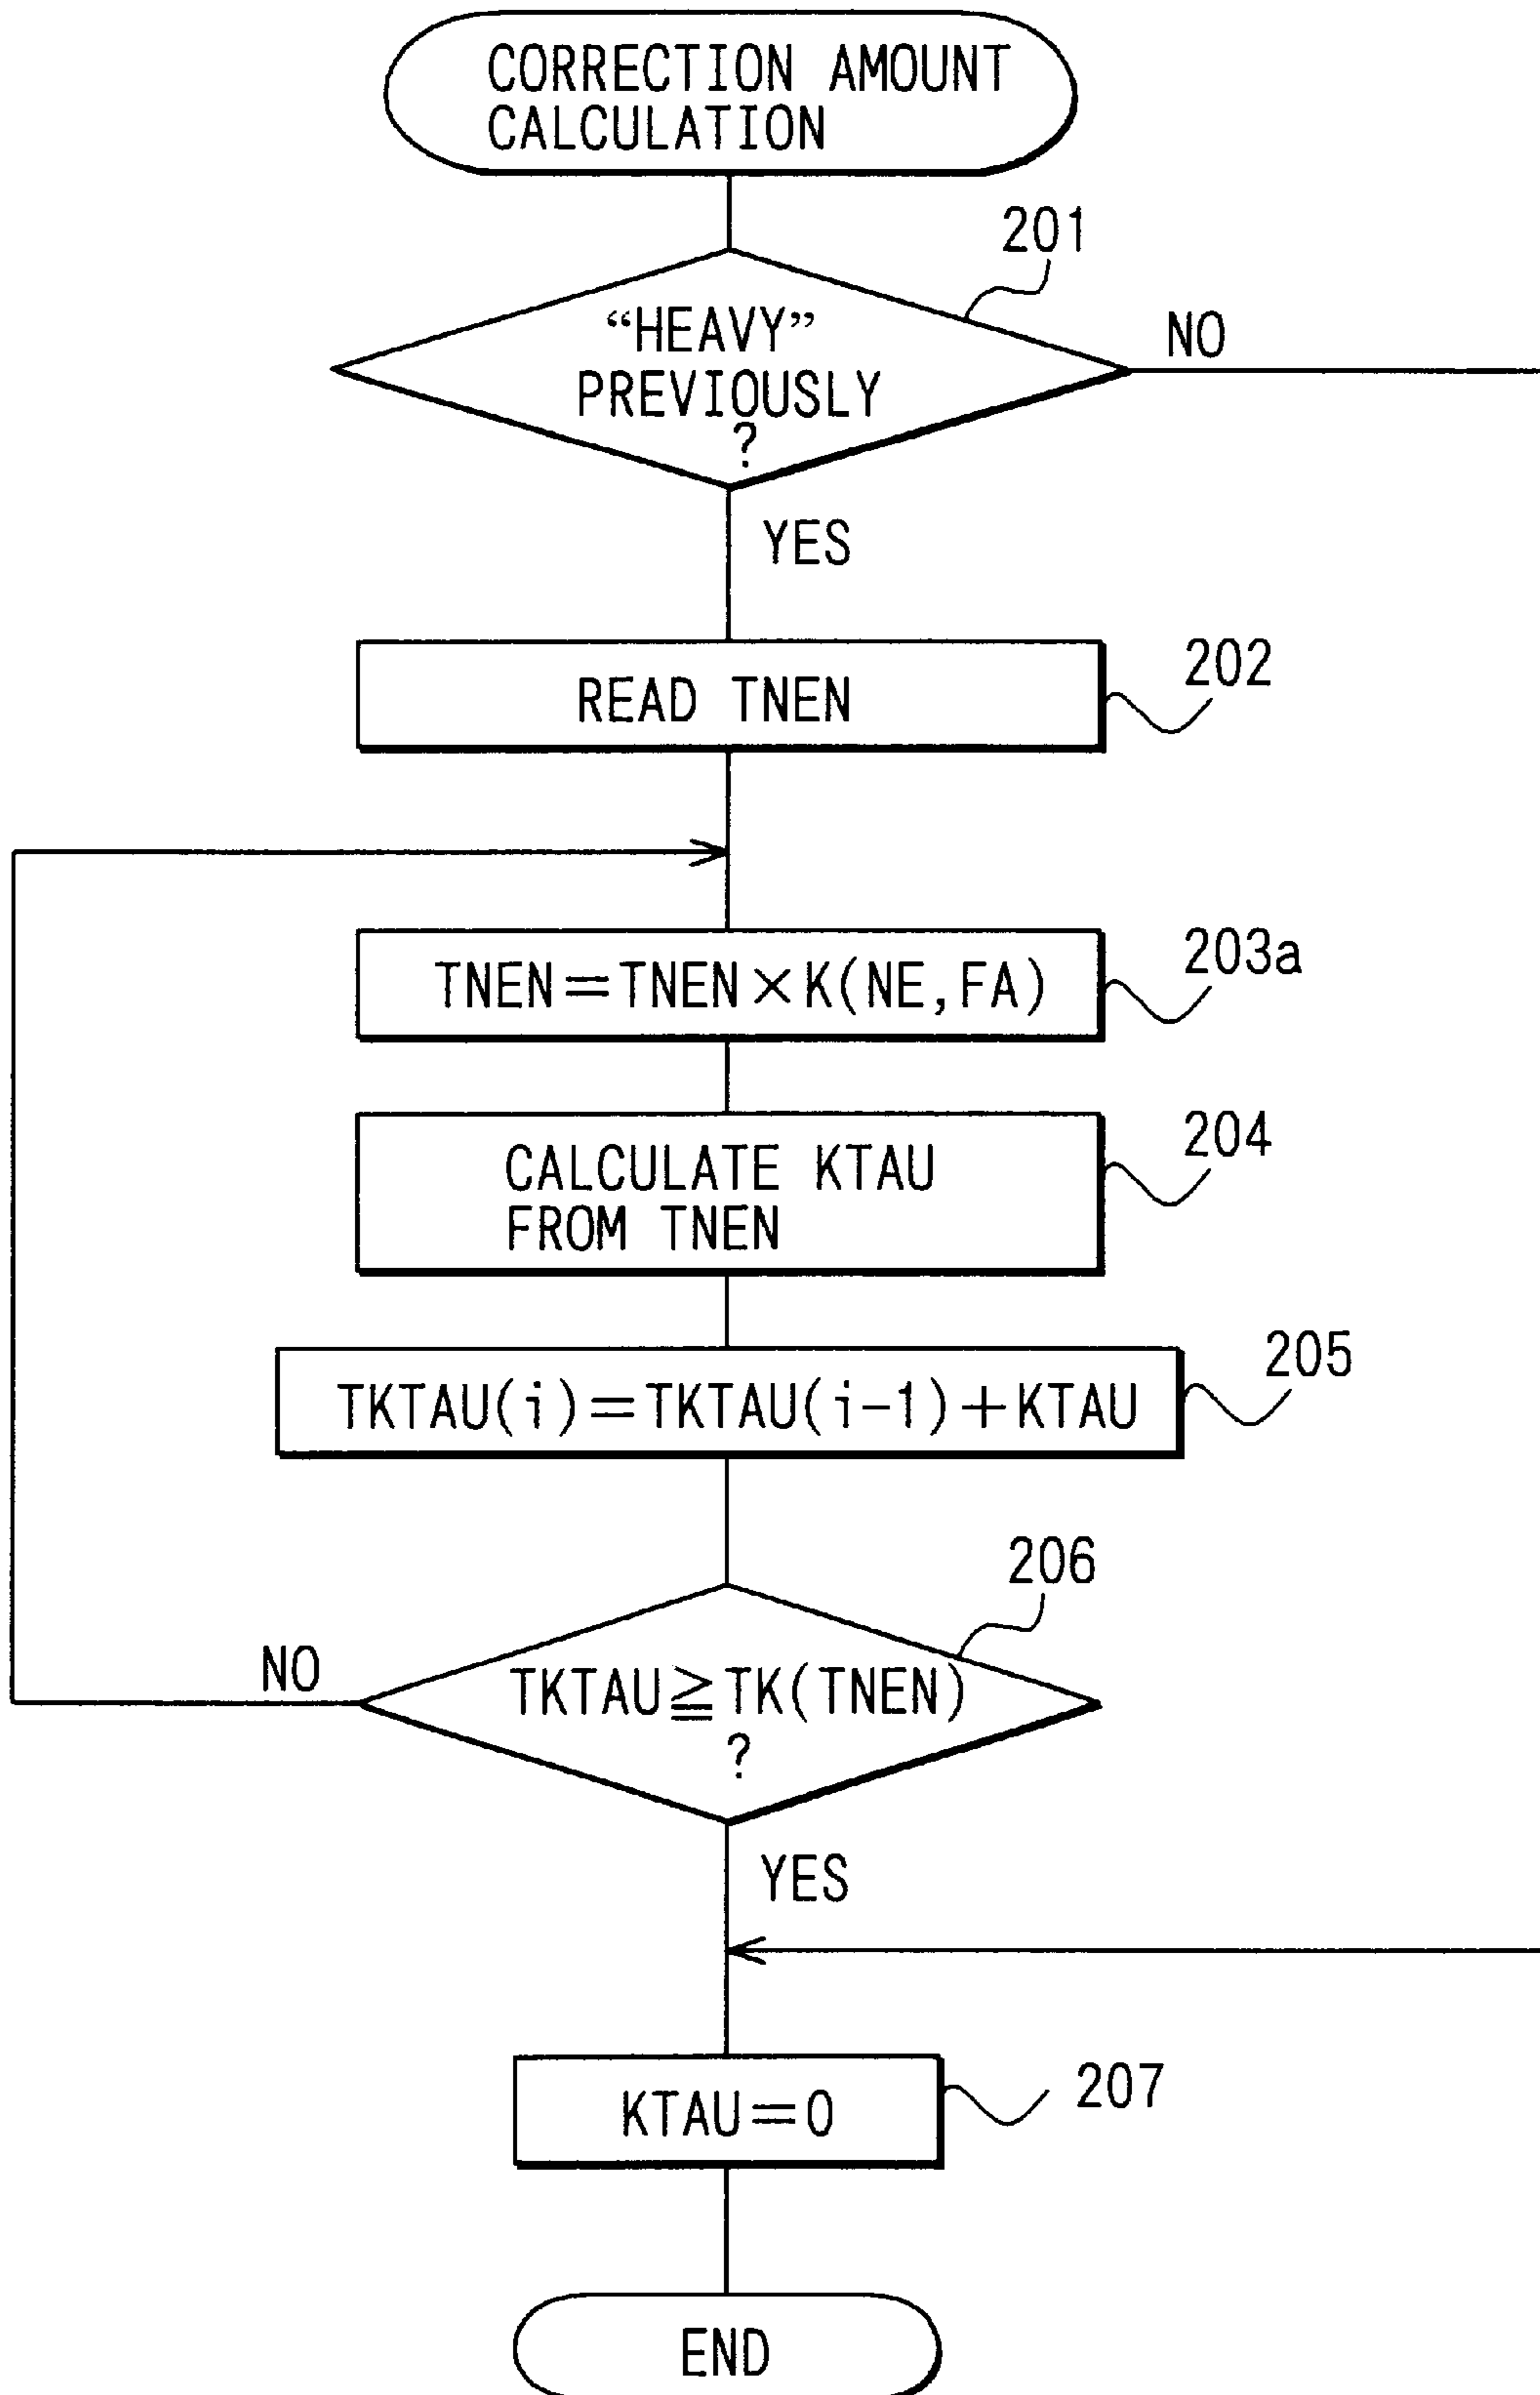 CORRECTION AMOUNT
CALCULATION
201
“HEAVY”
PREVIOUSLY
?
NO
YES
READ TNEN
202
TNEN=TNEN×K(NE,FA)
203a
CALCULATE KTAU
FROM TNEN
204
TKTAU(i)=TKTAU(i-1)+KTAU
205
206
TKTAU≧TK(TNEN)
?
NO
YES
KTAU=0
207
END